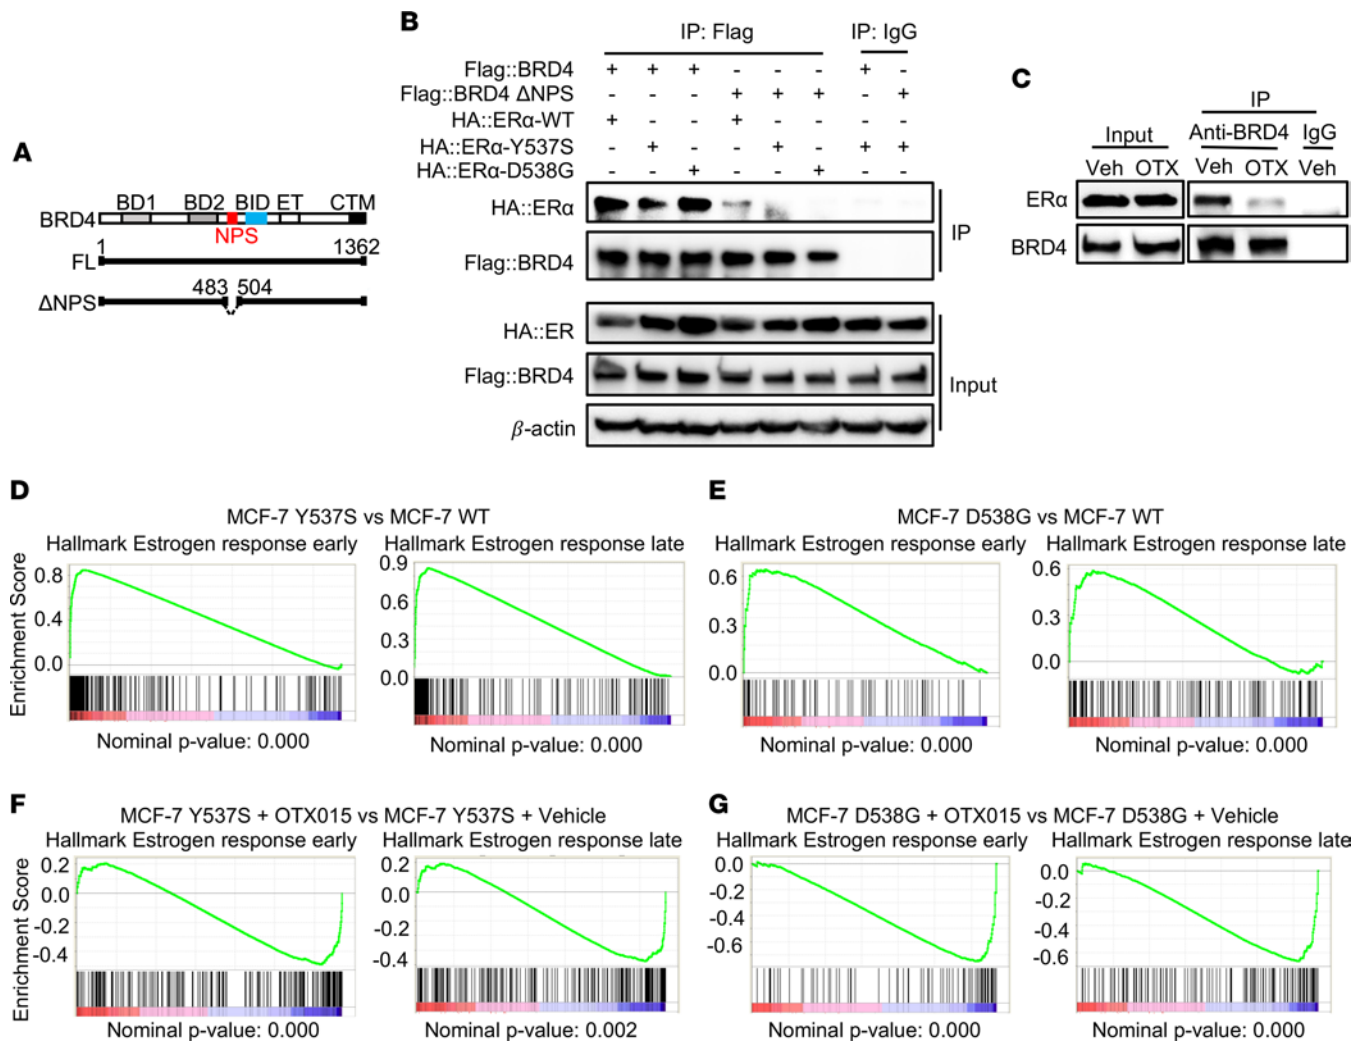 A
BD1 BD2 BID ET CTM
BRD4
NPS
1 1362
FL
483 504
ΔNPS
B
IP: Flag IP: IgG
Flag::BRD4 + + + - - - + -
Flag::BRD4 ΔNPS - - - + + + - +
HA::ERα-WT + - - + - - - -
HA::ERα-Y537S - + - - + - + +
HA::ERα-D538G - - + - - + - -
HA::ERα
Flag::BRD4
IP
HA::ER
Flag::BRD4
β-actin
Input
C
IP
Input Anti-BRD4 IgG
Veh OTX Veh OTX Veh
ERα
BRD4
D
MCF-7 Y537S vs MCF-7 WT
Hallmark Estrogen response early Hallmark Estrogen response late
Enrichment Score
0.8
0.4
0.0
0.9
0.6
0.3
0.0
Nominal p-value: 0.000 Nominal p-value: 0.000
E
MCF-7 D538G vs MCF-7 WT
Hallmark Estrogen response early Hallmark Estrogen response late
0.6
0.3
0.0
0.6
0.3
0.0
Nominal p-value: 0.000 Nominal p-value: 0.000
F
MCF-7 Y537S + OTX015 vs MCF-7 Y537S + Vehicle
Hallmark Estrogen response early Hallmark Estrogen response late
Enrichment Score
0.2
0.0
-0.2
-0.4
0.2
0.0
-0.2
-0.4
Nominal p-value: 0.000 Nominal p-value: 0.002
G
MCF-7 D538G + OTX015 vs MCF-7 D538G + Vehicle
Hallmark Estrogen response early Hallmark Estrogen response late
0.0
-0.2
-0.4
-0.6
0.0
-0.2
-0.4
-0.6
Nominal p-value: 0.000 Nominal p-value: 0.000